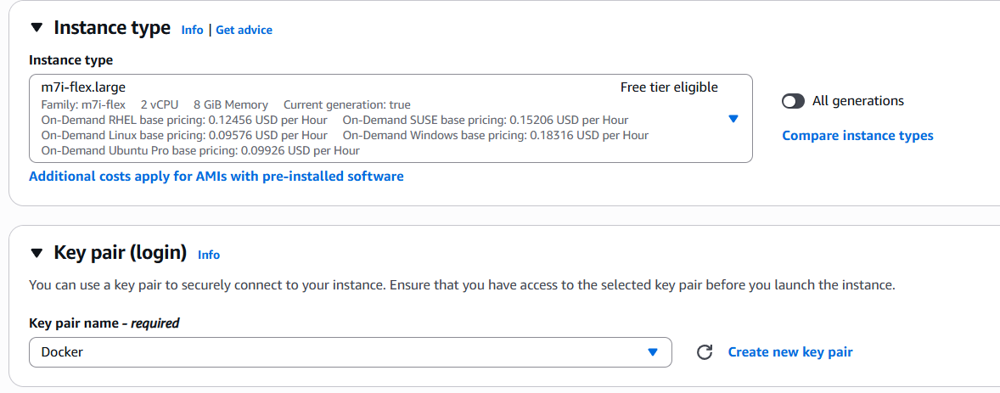 Instance type Info | Get advice
Instance type
m7i-flex.large Free tier eligible
Family: m7i-flex 2 vCPU 8 GiB Memory Current generation: true
On-Demand RHEL base pricing: 0.12456 USD per Hour On-Demand SUSE base pricing: 0.15206 USD per Hour
On-Demand Linux base pricing: 0.09576 USD per Hour On-Demand Windows base pricing: 0.18316 USD per Hour
On-Demand Ubuntu Pro base pricing: 0.09926 USD per Hour
All generations
Compare instance types
Additional costs apply for AMIs with pre-installed software
Key pair (login) Info
You can use a key pair to securely connect to your instance. Ensure that you have access to the selected key pair before you launch the instance.
Key pair name - required
Docker
Create new key pair